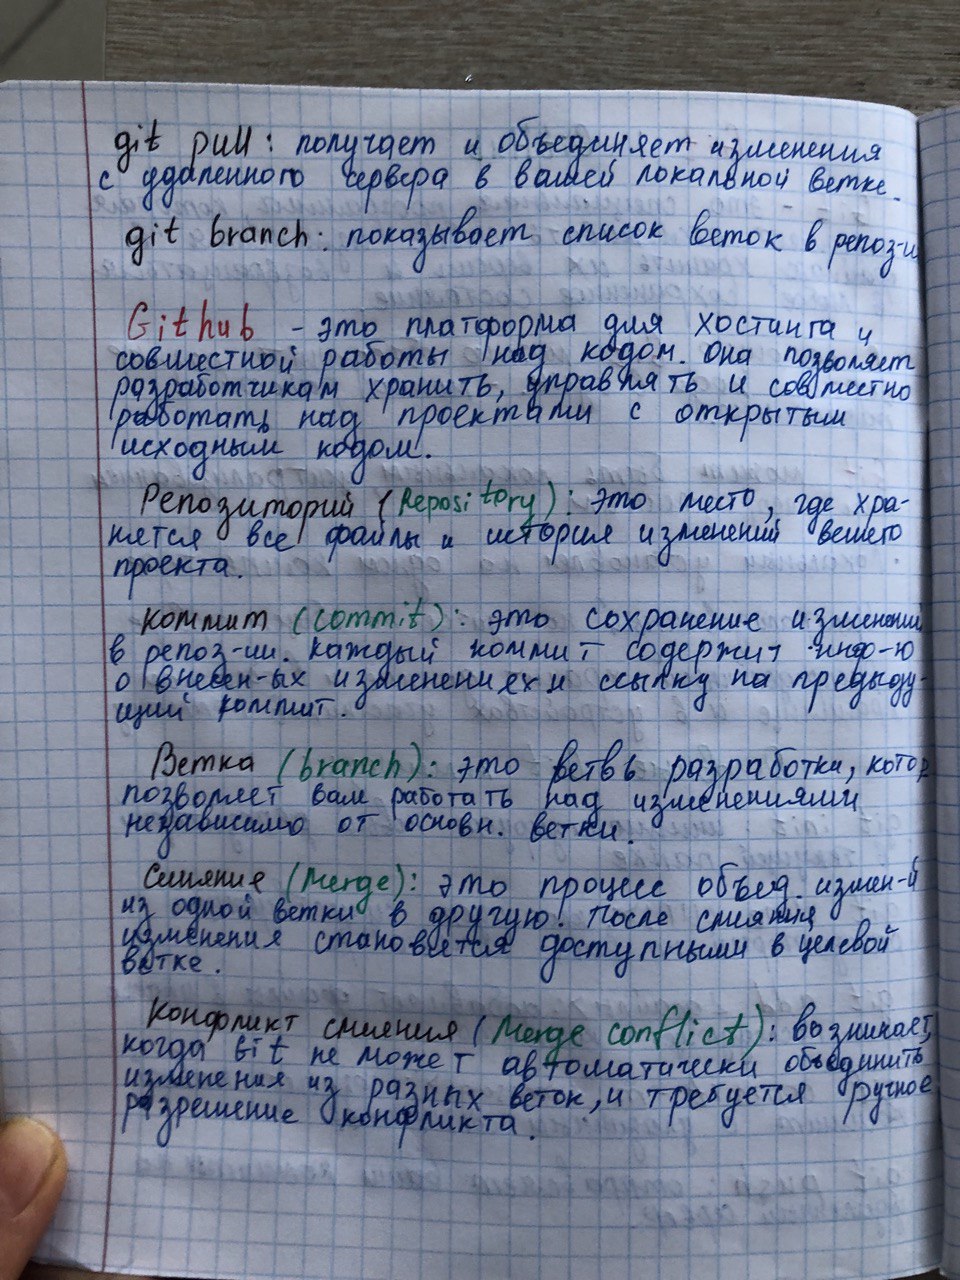 git pull: получает и объединяет изменения
с удаленного сервера в вашей локальной ветке.
git branch: показывает список веток в репоз-и
Github - это платформа для хостинга и
совместной работы над кодом. Она позволяет
разработчикам хранить, управлять и совместно
работать над проектами с открытым
исходным кодом.
Репозиторий (Repository): это место, где хра-
нятся все файлы и история изменений вешего
проекта.
Коммит (commit): это сохранение изменений
в репоз-ии. каждый коммит содержит инфо-ю
о внесен-ых изменениях и ссылку на предыду-
щий коммит.
Ветка (branch): это ветвь разработки, котор
позволяет вам работать над изменениями
независимо от основн. ветки.
Слияние (Merge): это процесс объед. измен-й
из одной ветки в другую. После слияния
изменения становятся доступными в целевой
ветке.
Конфликт слияния (Merge conflict): возникает,
когда Git не может автоматически объединить
изменения из разных веток, и требуется ручное
разрешение конфликта.